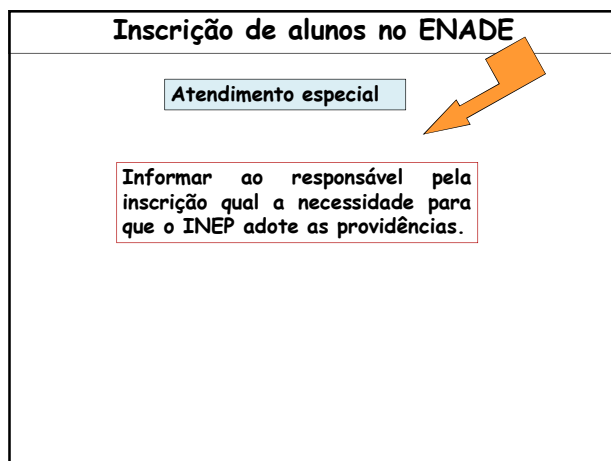 Inscrição de alunos no ENADE
Atendimento especial
Informar ao responsável pela
inscrição qual a necessidade para
que o INEP adote as providências.